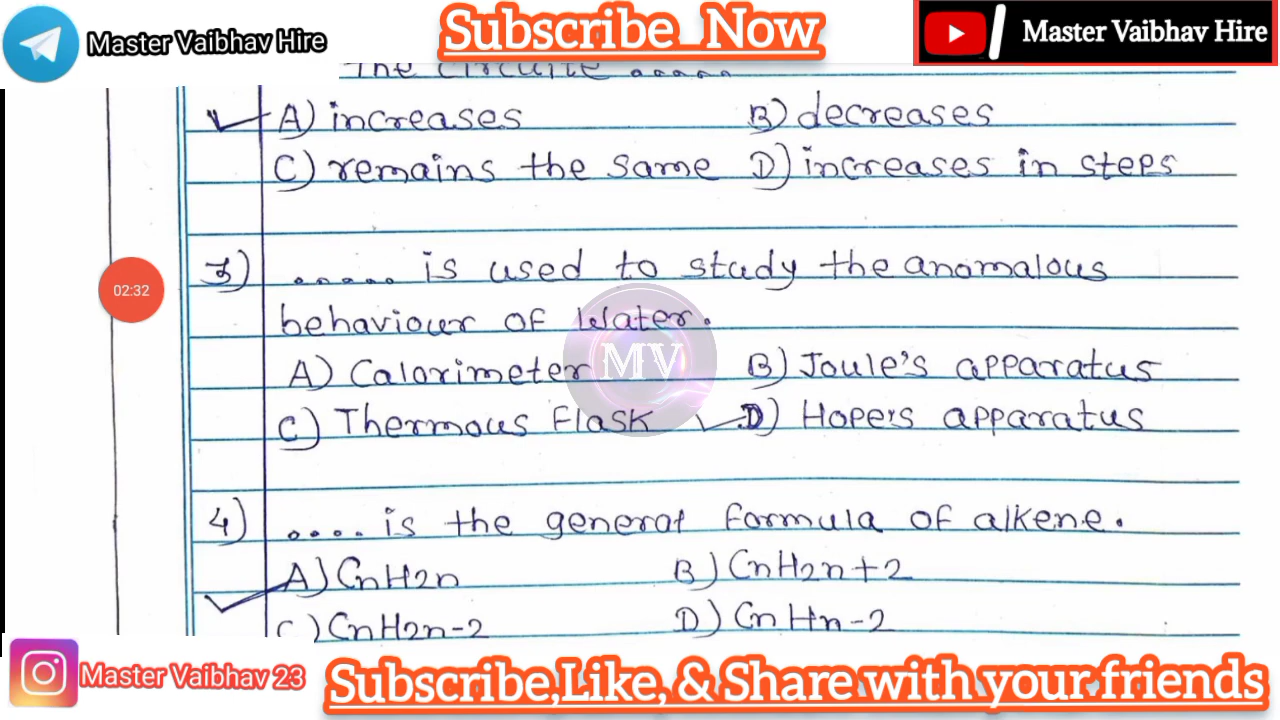 Master Vaibhav Hire
Subscribe Now
Master Vaibhav Hire
the circuite .....
A) increases B) decreases
C) remains the same D) increases in steps
02:32
3) ..... is used to study the anomalous
behaviour of Water.
MV
A) Calorimeter B) Joule's apparatus
C) Thermous Flask D) Hope's apparatus
4) .... is the general formula of alkene.
A) CnH2n B) CnH2n+2
C) CnH2n-2 D) CnHn-2
Master Vaibhav 23
Subscribe,Like, & Share with your friends